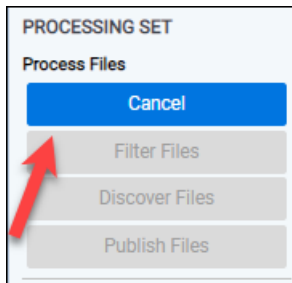 PROCESSING SET
Process Files
Cancel
Filter Files
Discover Files
Publish Files